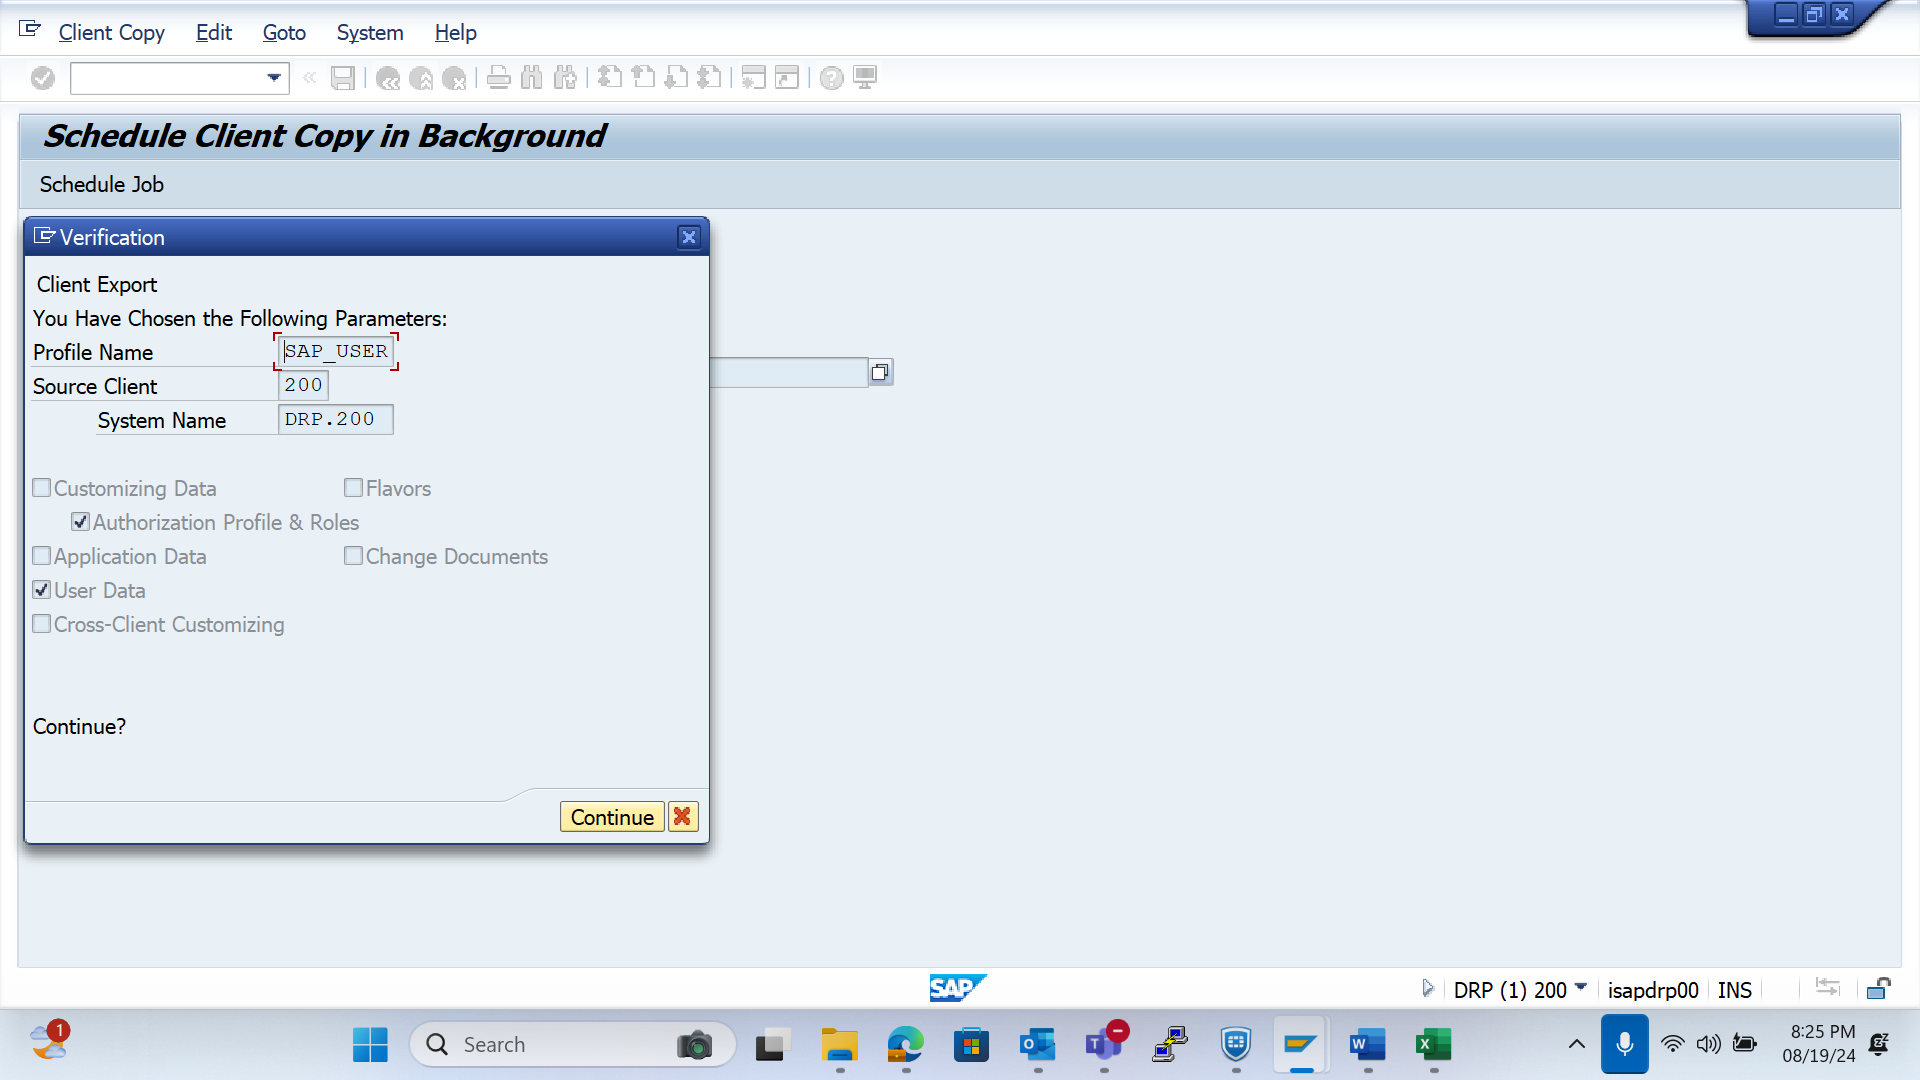 Client Copy Edit Goto System Help
Schedule Client Copy in Background
Schedule Job
Verification
Client Export
You Have Chosen the Following Parameters:
Profile Name SAP_USER
Source Client 200
System Name DRP.200
Customizing Data Flavors
Authorization Profile & Roles
Application Data Change Documents
User Data
Cross-Client Customizing
Continue?
Continue
SAP DRP (1) 200 isapdrp00 INS
1 Search 8:25 PM
08/19/24